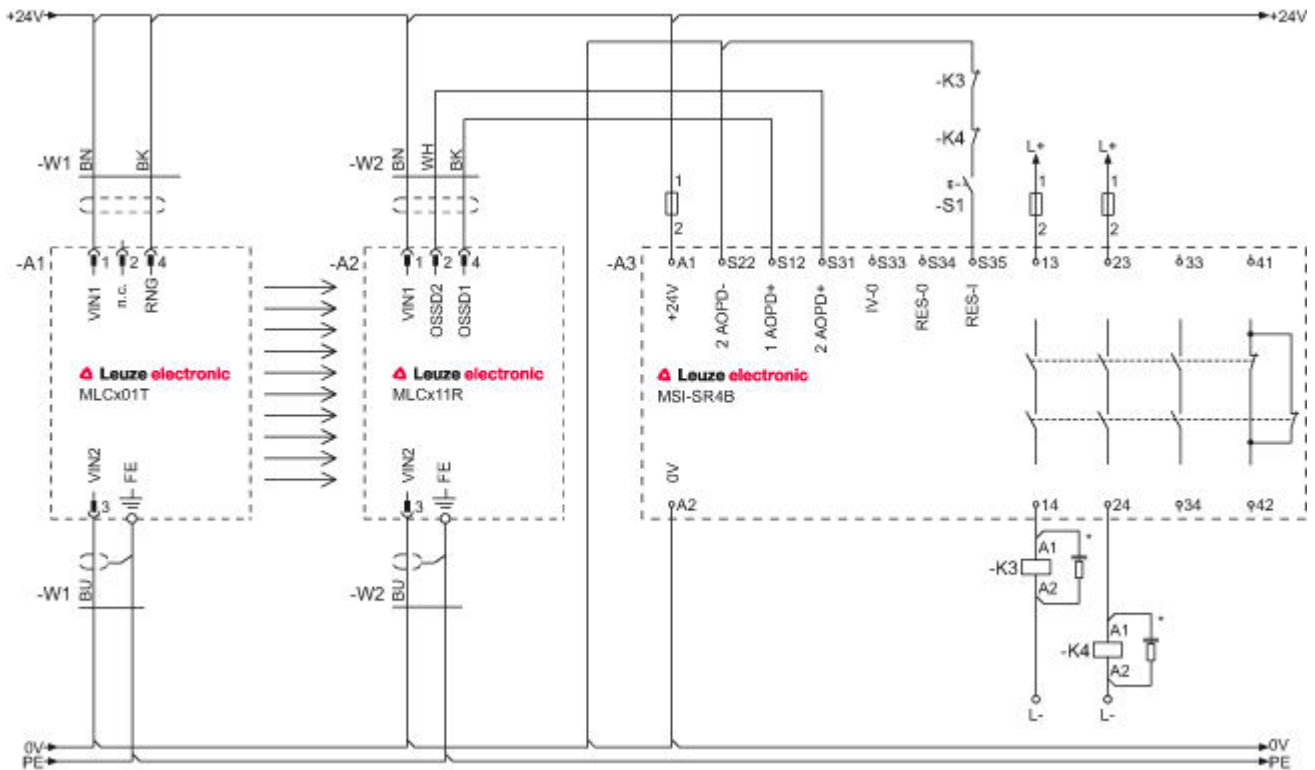 +24V
+24V
-K3
-K4
-S1
-W1
BN
BK
-W2
BN
WH
BK
L+
L+
1
2
1
2
1
2
-A1
1
2
4
VIN1
n.c.
RNG
-A2
1
2
4
VIN1
OSSD2
OSSD1
-A3
A1
S22
S12
S31
S33
S34
S35
13
23
33
41
+24V
2 AOPD-
1 AOPD+
2 AOPD+
IV-0
RES-0
RES-I
Leuze electronic
MLCx01T
Leuze electronic
MLCx11R
Leuze electronic
MSI-SR4B
VIN2
FE
3
VIN2
FE
3
0V
A2
14
24
34
42
-W1
BU
-W2
BU
-K3
A1
A2
*
-K4
A1
A2
*
L-
L-
0V
PE
0V
PE